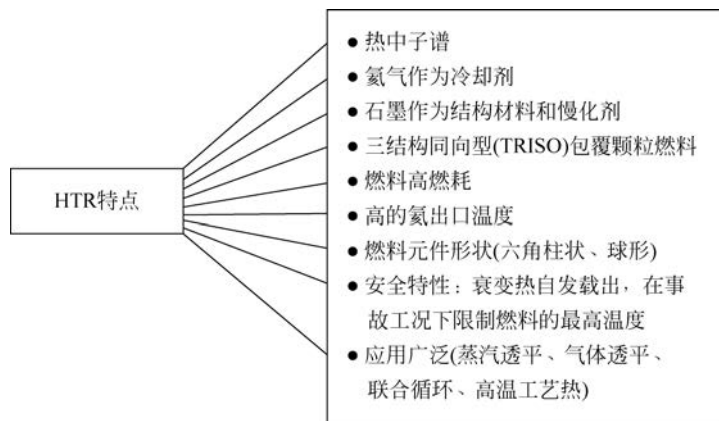 HTR特点
● 热中子谱
● 氦气作为冷却剂
● 石墨作为结构材料和慢化剂
● 三结构同向型(TRISO)包覆颗粒燃料
● 燃料高燃耗
● 高的氦出口温度
● 燃料元件形状(六角柱状、球形)
● 安全特性：衰变热自发载出，在事
故工况下限制燃料的最高温度
● 应用广泛(蒸汽透平、气体透平、
联合循环、高温工艺热)